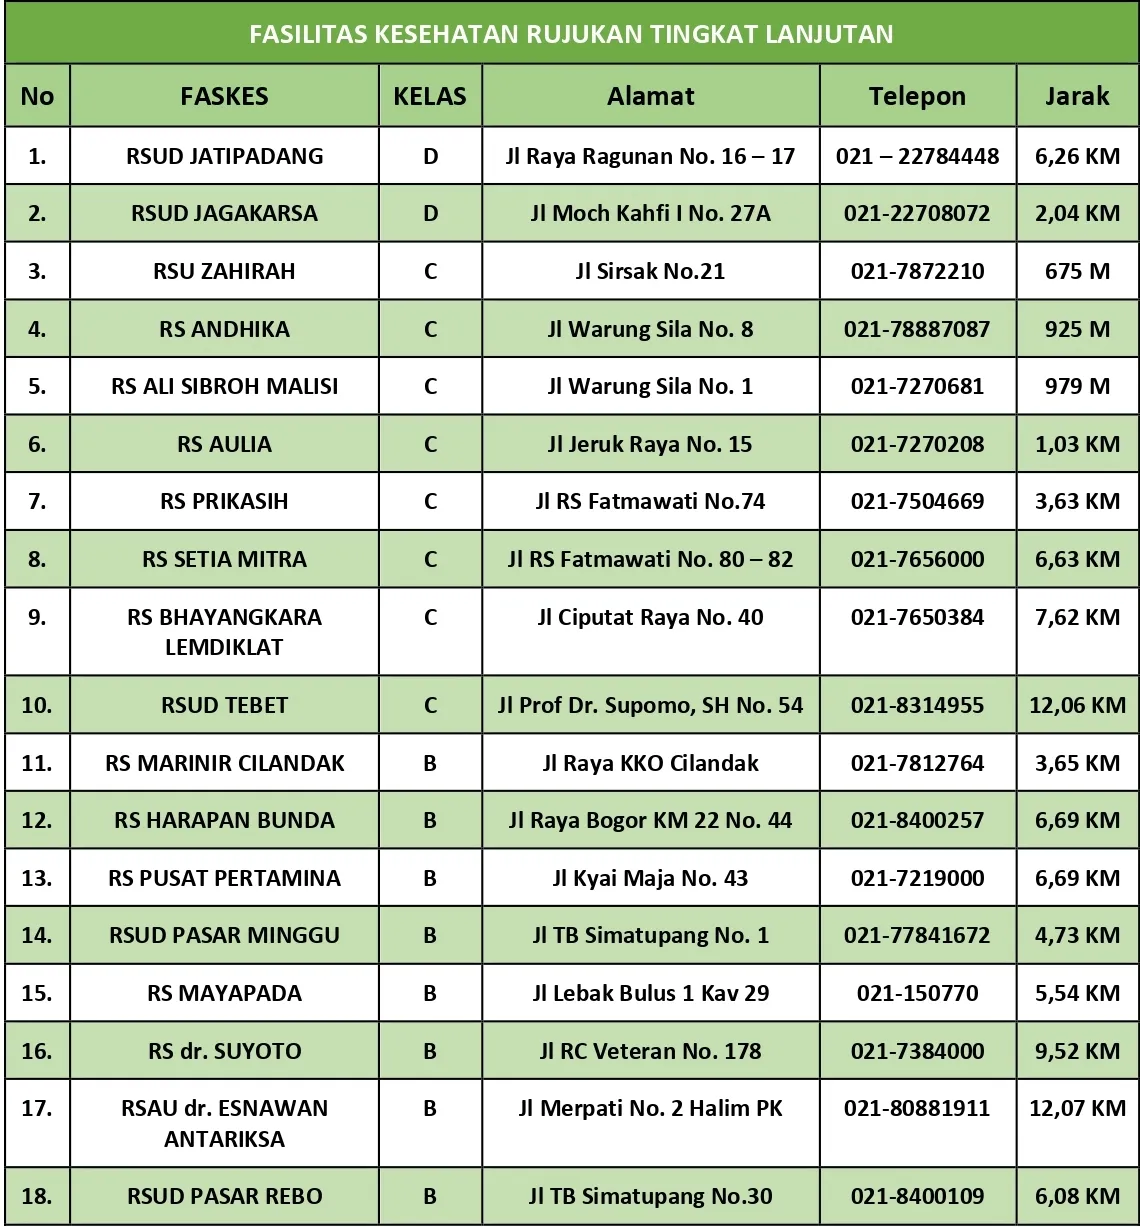 FASILITAS KESEHATAN RUJUKAN TINGKAT LANJUTAN
No FASKES KELAS Alamat Telepon Jarak
1. RSUD JATIPADANG D Jl Raya Ragunan No. 16 – 17 021 – 22784448 6,26 KM
2. RSUD JAGAKARSA D Jl Moch Kahfi I No. 27A 021-22708072 2,04 KM
3. RSU ZAHIRAH C Jl Sirsak No.21 021-7872210 675 M
4. RS ANDHIKA C Jl Warung Sila No. 8 021-78887087 925 M
5. RS ALI SIBROH MALISI C Jl Warung Sila No. 1 021-7270681 979 M
6. RS AULIA C Jl Jeruk Raya No. 15 021-7270208 1,03 KM
7. RS PRIKASIH C Jl RS Fatmawati No.74 021-7504669 3,63 KM
8. RS SETIA MITRA C Jl RS Fatmawati No. 80 – 82 021-7656000 6,63 KM
9. RS BHAYANGKARA C Jl Ciputat Raya No. 40 021-7650384 7,62 KM
LEMDIKLAT
10. RSUD TEBET C Jl Prof Dr. Supomo, SH No. 54 021-8314955 12,06 KM
11. RS MARINIR CILANDAK B Jl Raya KKO Cilandak 021-7812764 3,65 KM
12. RS HARAPAN BUNDA B Jl Raya Bogor KM 22 No. 44 021-8400257 6,69 KM
13. RS PUSAT PERTAMINA B Jl Kyai Maja No. 43 021-7219000 6,69 KM
14. RSUD PASAR MINGGU B Jl TB Simatupang No. 1 021-77841672 4,73 KM
15. RS MAYAPADA B Jl Lebak Bulus 1 Kav 29 021-150770 5,54 KM
16. RS dr. SUYOTO B Jl RC Veteran No. 178 021-7384000 9,52 KM
17. RSAU dr. ESNAWAN B Jl Merpati No. 2 Halim PK 021-80881911 12,07 KM
ANTARIKSA
18. RSUD PASAR REBO B Jl TB Simatupang No.30 021-8400109 6,08 KM